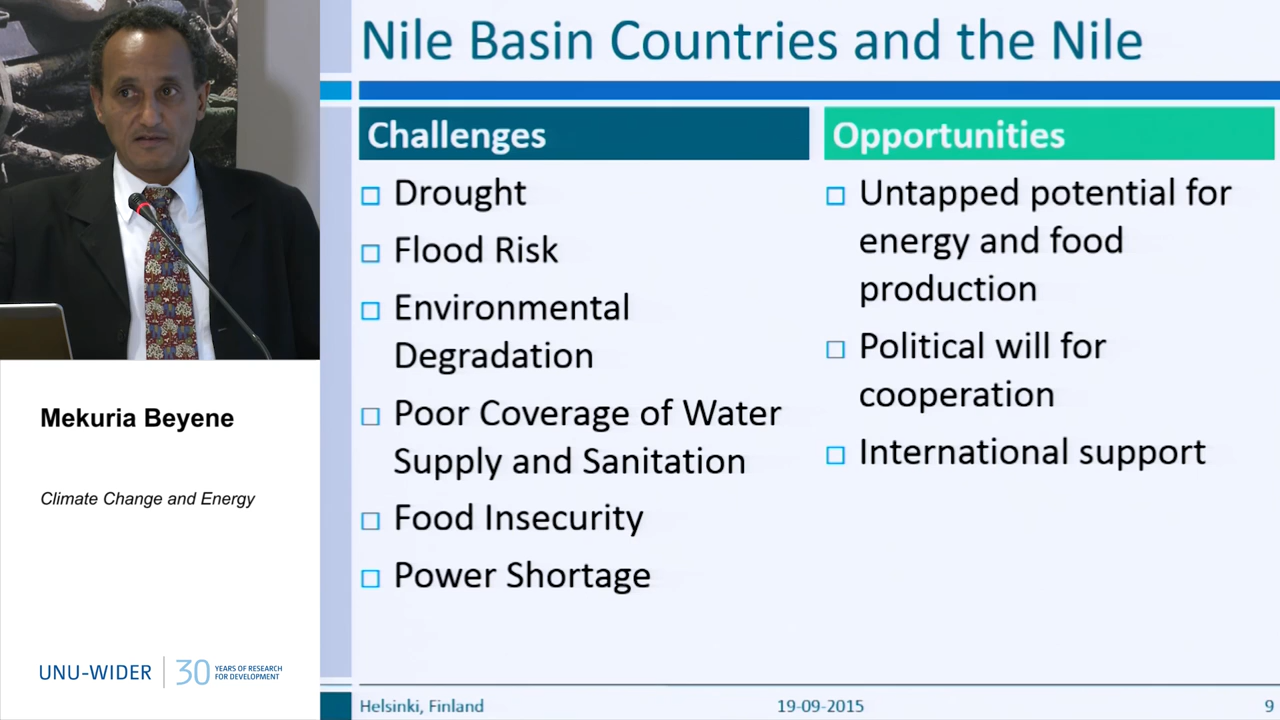 Nile Basin Countries and the Nile
Challenges
Drought
Flood Risk
Environmental
Degradation
Poor Coverage of Water
Supply and Sanitation
Food Insecurity
Power Shortage
Opportunities
Untapped potential for
energy and food
production
Political will for
cooperation
International support
Mekuria Beyene
Climate Change and Energy
UNU-WIDER
30 YEARS OF RESEARCH
FOR DEVELOPMENT
Helsinki, Finland
19-09-2015
9